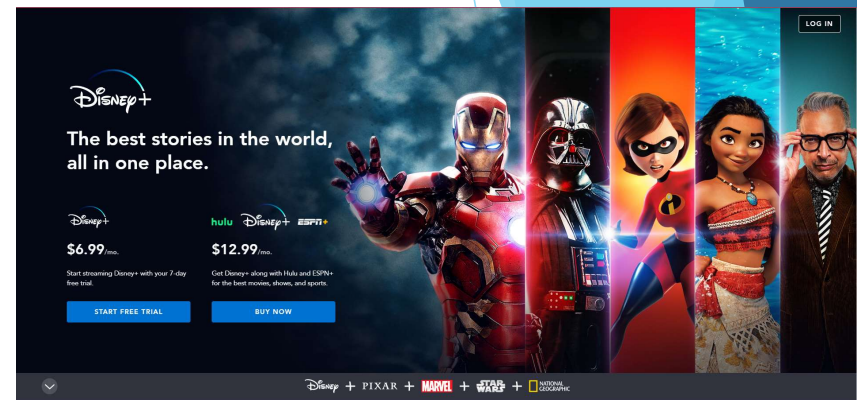 LOG IN
Disney+
The best stories in the world,
all in one place.
Disney+
hulu Disney+ ESPN+
$6.99/mo.
$12.99/mo.
Start streaming Disney+ with your 7-day
free trial.
Get Disney+ along with Hulu and ESPN+
for the best movies, shows, and sports.
START FREE TRIAL
BUY NOW
Disney + PIXAR + MARVEL + STAR WARS + NATIONAL GEOGRAPHIC